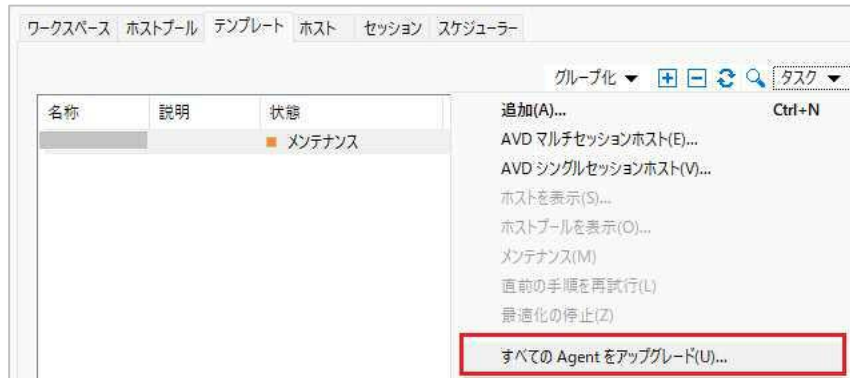 ワークスペース ホストプール テンプレート ホスト セッション スケジューラー
グループ化 タスク
名称 説明 状態
メンテナンス
追加(A)... Ctrl+N
AVD マルチセッションホスト(E)...
AVD シングルセッションホスト(V)...
ホストを表示(S)...
ホストプールを表示(O)...
メンテナンス(M)
直前の手順を再試行(L)
最適化の停止(Z)
すべての Agent をアップグレード(U)...